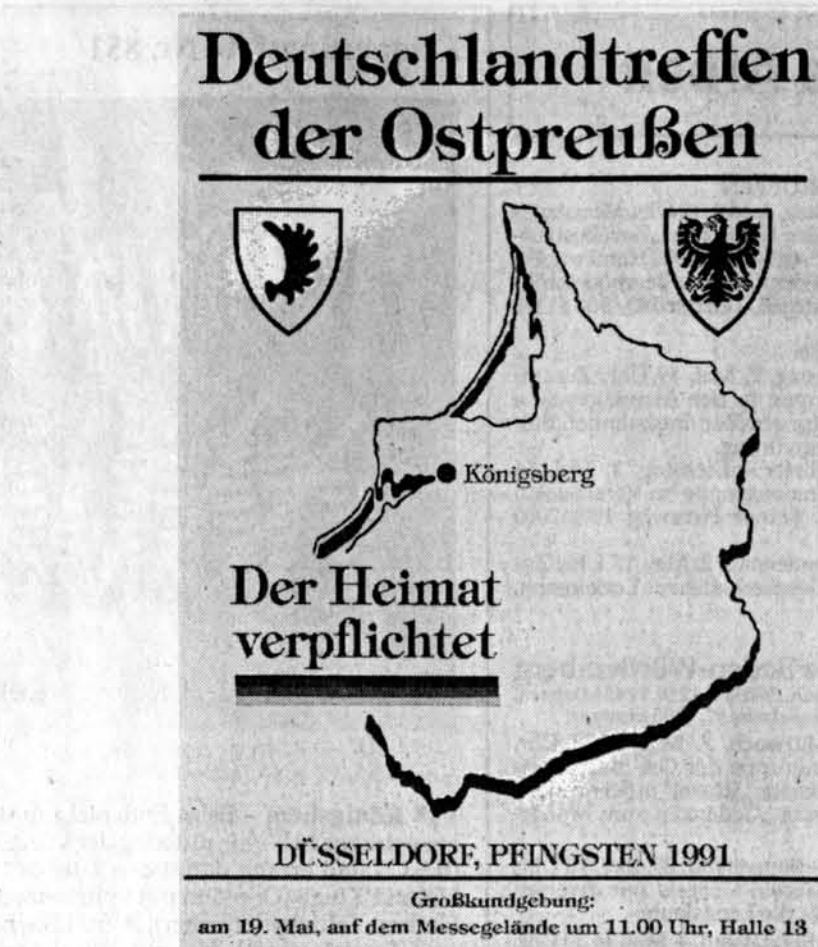 Deutschlandtreffen
der Ostpreußen
Königsberg
Der Heimat
verpflichtet
DÜSSELDORF, PFINGSTEN 1991
Großkundgebung:
am 19. Mai, auf dem Messegelände um 11.00 Uhr, Halle 13